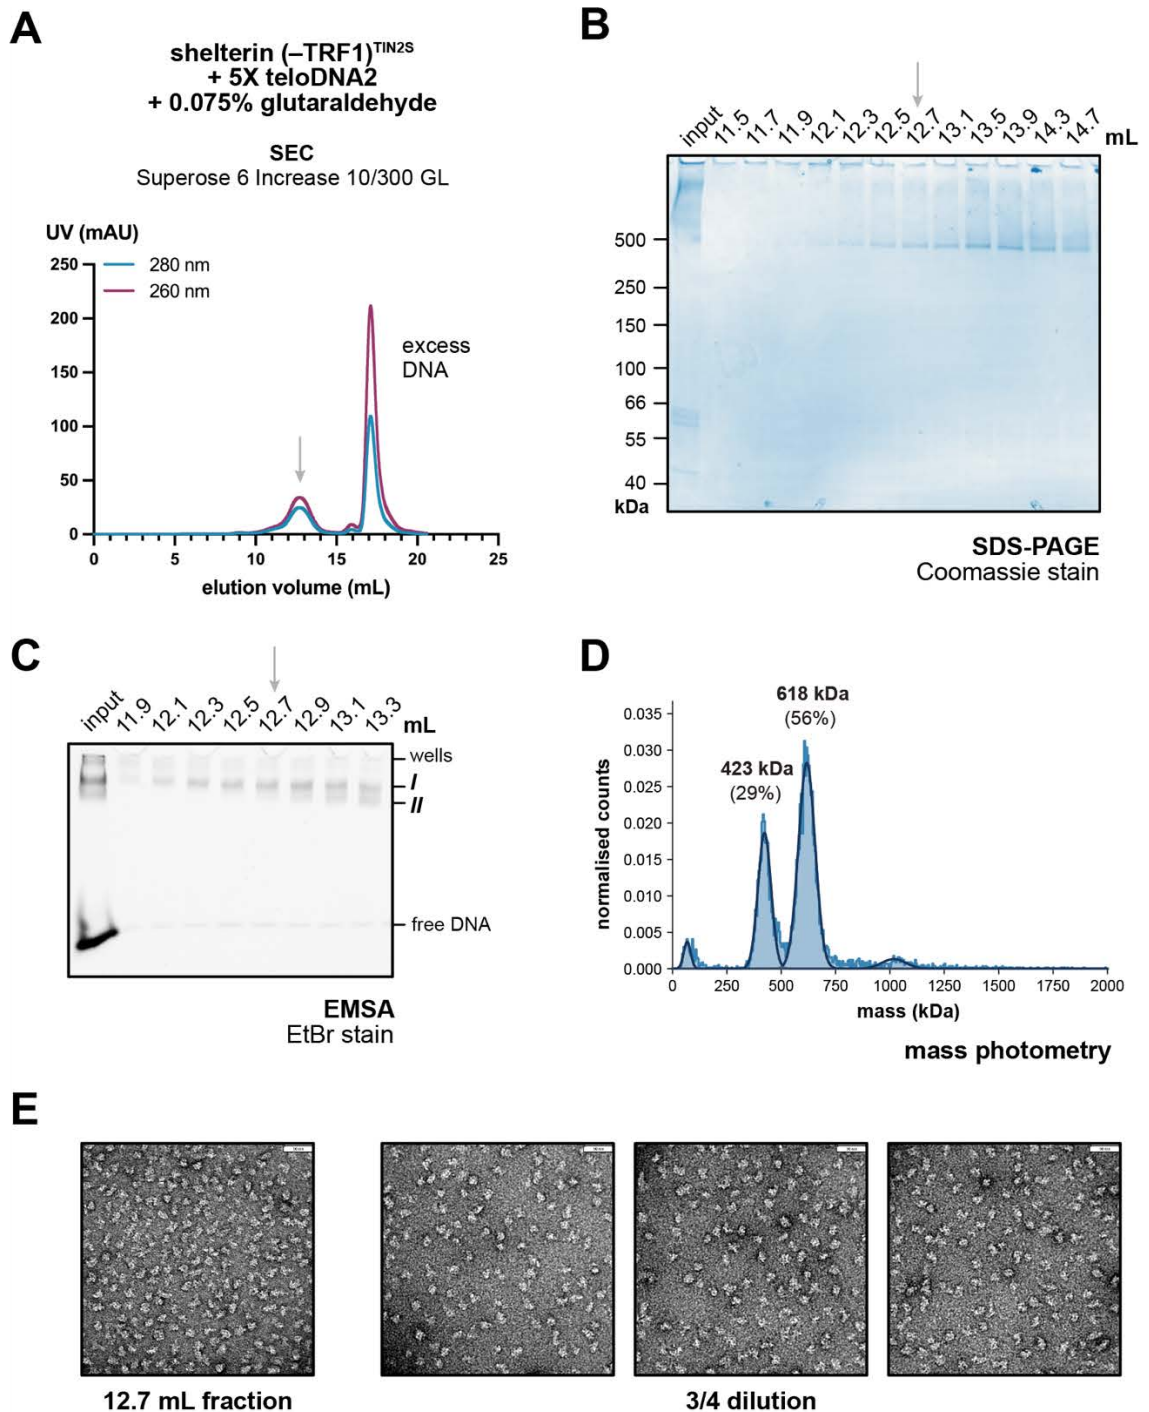 A
shelterin (–TRF1)TIN2S
+ 5X teloDNA2
+ 0.075% glutaraldehyde
SEC
Superose 6 Increase 10/300 GL
UV (mAU)
280 nm
260 nm
250
200
150
100
50
0
excess
DNA
0 5 10 15 20 25
elution volume (mL)
B
input 11.5 11.7 11.9 12.1 12.3 12.5 12.7 13.1 13.5 13.9 14.3 14.7 mL
500
250
150
100
66
55
40
kDa
SDS-PAGE
Coomassie stain
C
input 11.9 12.1 12.3 12.5 12.7 12.9 13.1 13.3 mL
wells
I
II
free DNA
EMSA
EtBr stain
D
618 kDa
(56%)
423 kDa
(29%)
normalised counts
0.035
0.030
0.025
0.020
0.015
0.010
0.005
0.000
0 250 500 750 1000 1250 1500 1750 2000
mass (kDa)
mass photometry
E
12.7 mL fraction
3/4 dilution